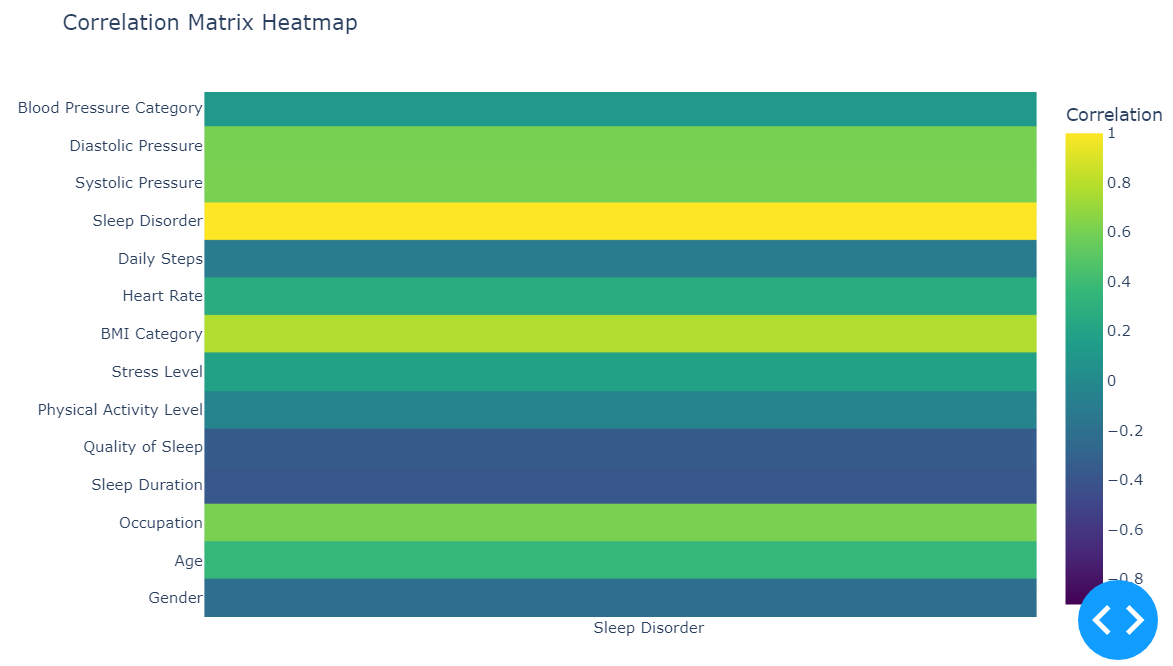 Correlation Matrix Heatmap
Correlation
Blood Pressure Category
Diastolic Pressure
Systolic Pressure
Sleep Disorder
Daily Steps
Heart Rate
BMI Category
Stress Level
Physical Activity Level
Quality of Sleep
Sleep Duration
Occupation
Age
Gender
Sleep Disorder
1
0.8
0.6
0.4
0.2
0
−0.2
−0.4
−0.6
−0.8